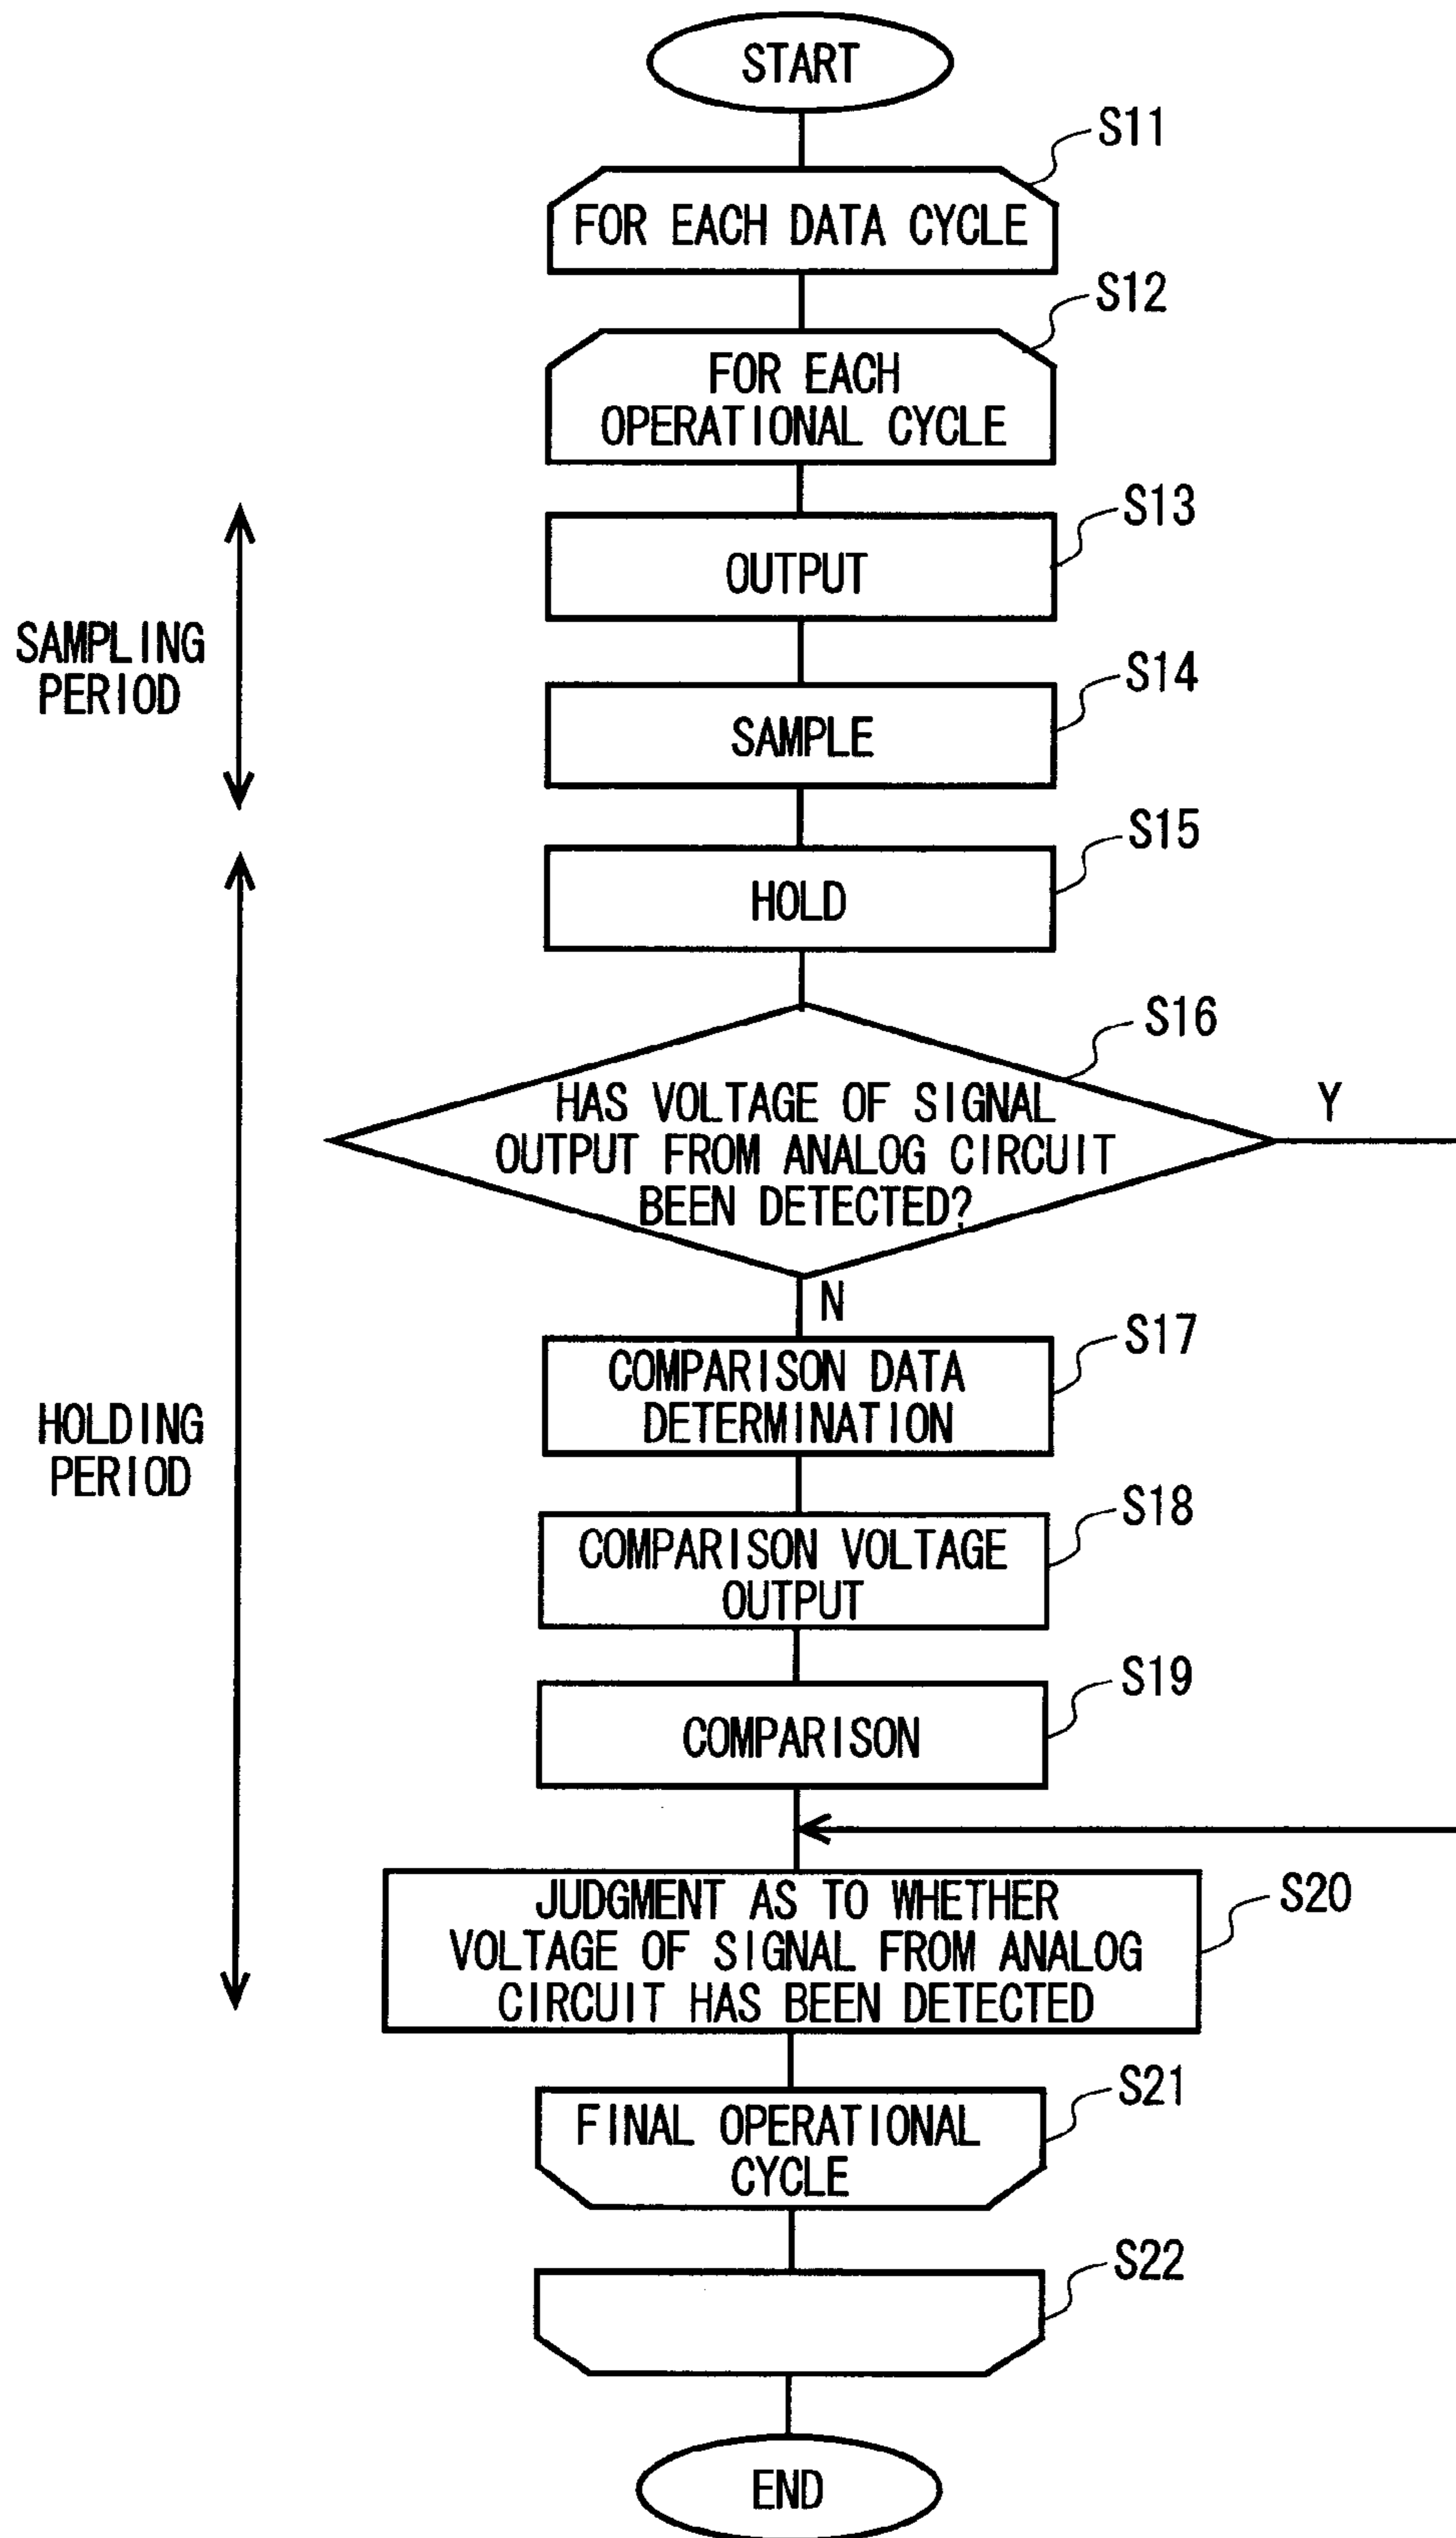 START
S11
FOR EACH DATA CYCLE
S12
FOR EACH
OPERATIONAL CYCLE
S13
OUTPUT
SAMPLING
PERIOD
S14
SAMPLE
S15
HOLD
S16
HAS VOLTAGE OF SIGNAL
OUTPUT FROM ANALOG CIRCUIT
BEEN DETECTED?
Y
N
S17
COMPARISON DATA
DETERMINATION
HOLDING
PERIOD
S18
COMPARISON VOLTAGE
OUTPUT
S19
COMPARISON
S20
JUDGMENT AS TO WHETHER
VOLTAGE OF SIGNAL FROM ANALOG
CIRCUIT HAS BEEN DETECTED
S21
FINAL OPERATIONAL
CYCLE
S22
END